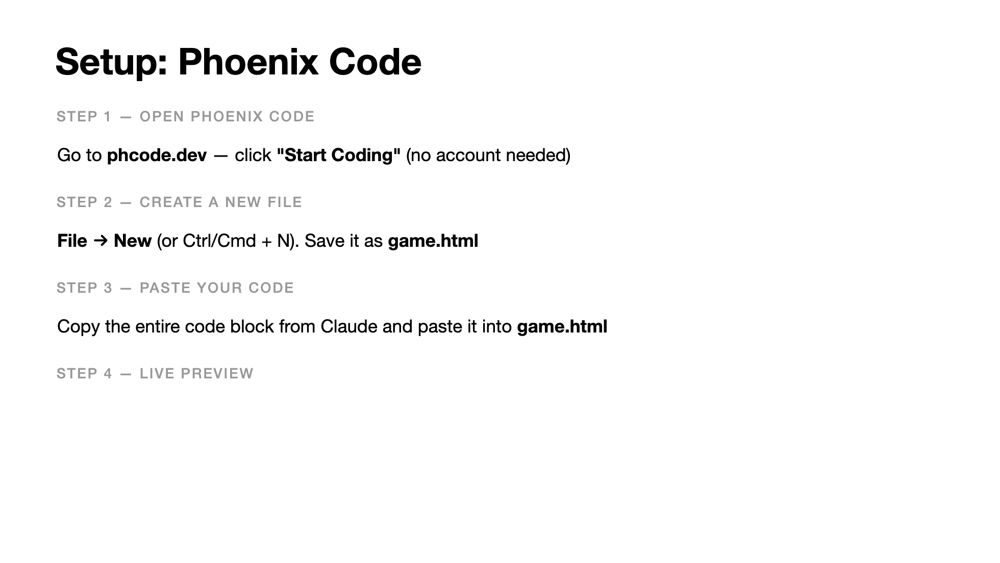 Setup: Phoenix Code
STEP 1 — OPEN PHOENIX CODE
Go to phcode.dev — click "Start Coding" (no account needed)
STEP 2 — CREATE A NEW FILE
File → New (or Ctrl/Cmd + N). Save it as game.html
STEP 3 — PASTE YOUR CODE
Copy the entire code block from Claude and paste it into game.html
STEP 4 — LIVE PREVIEW